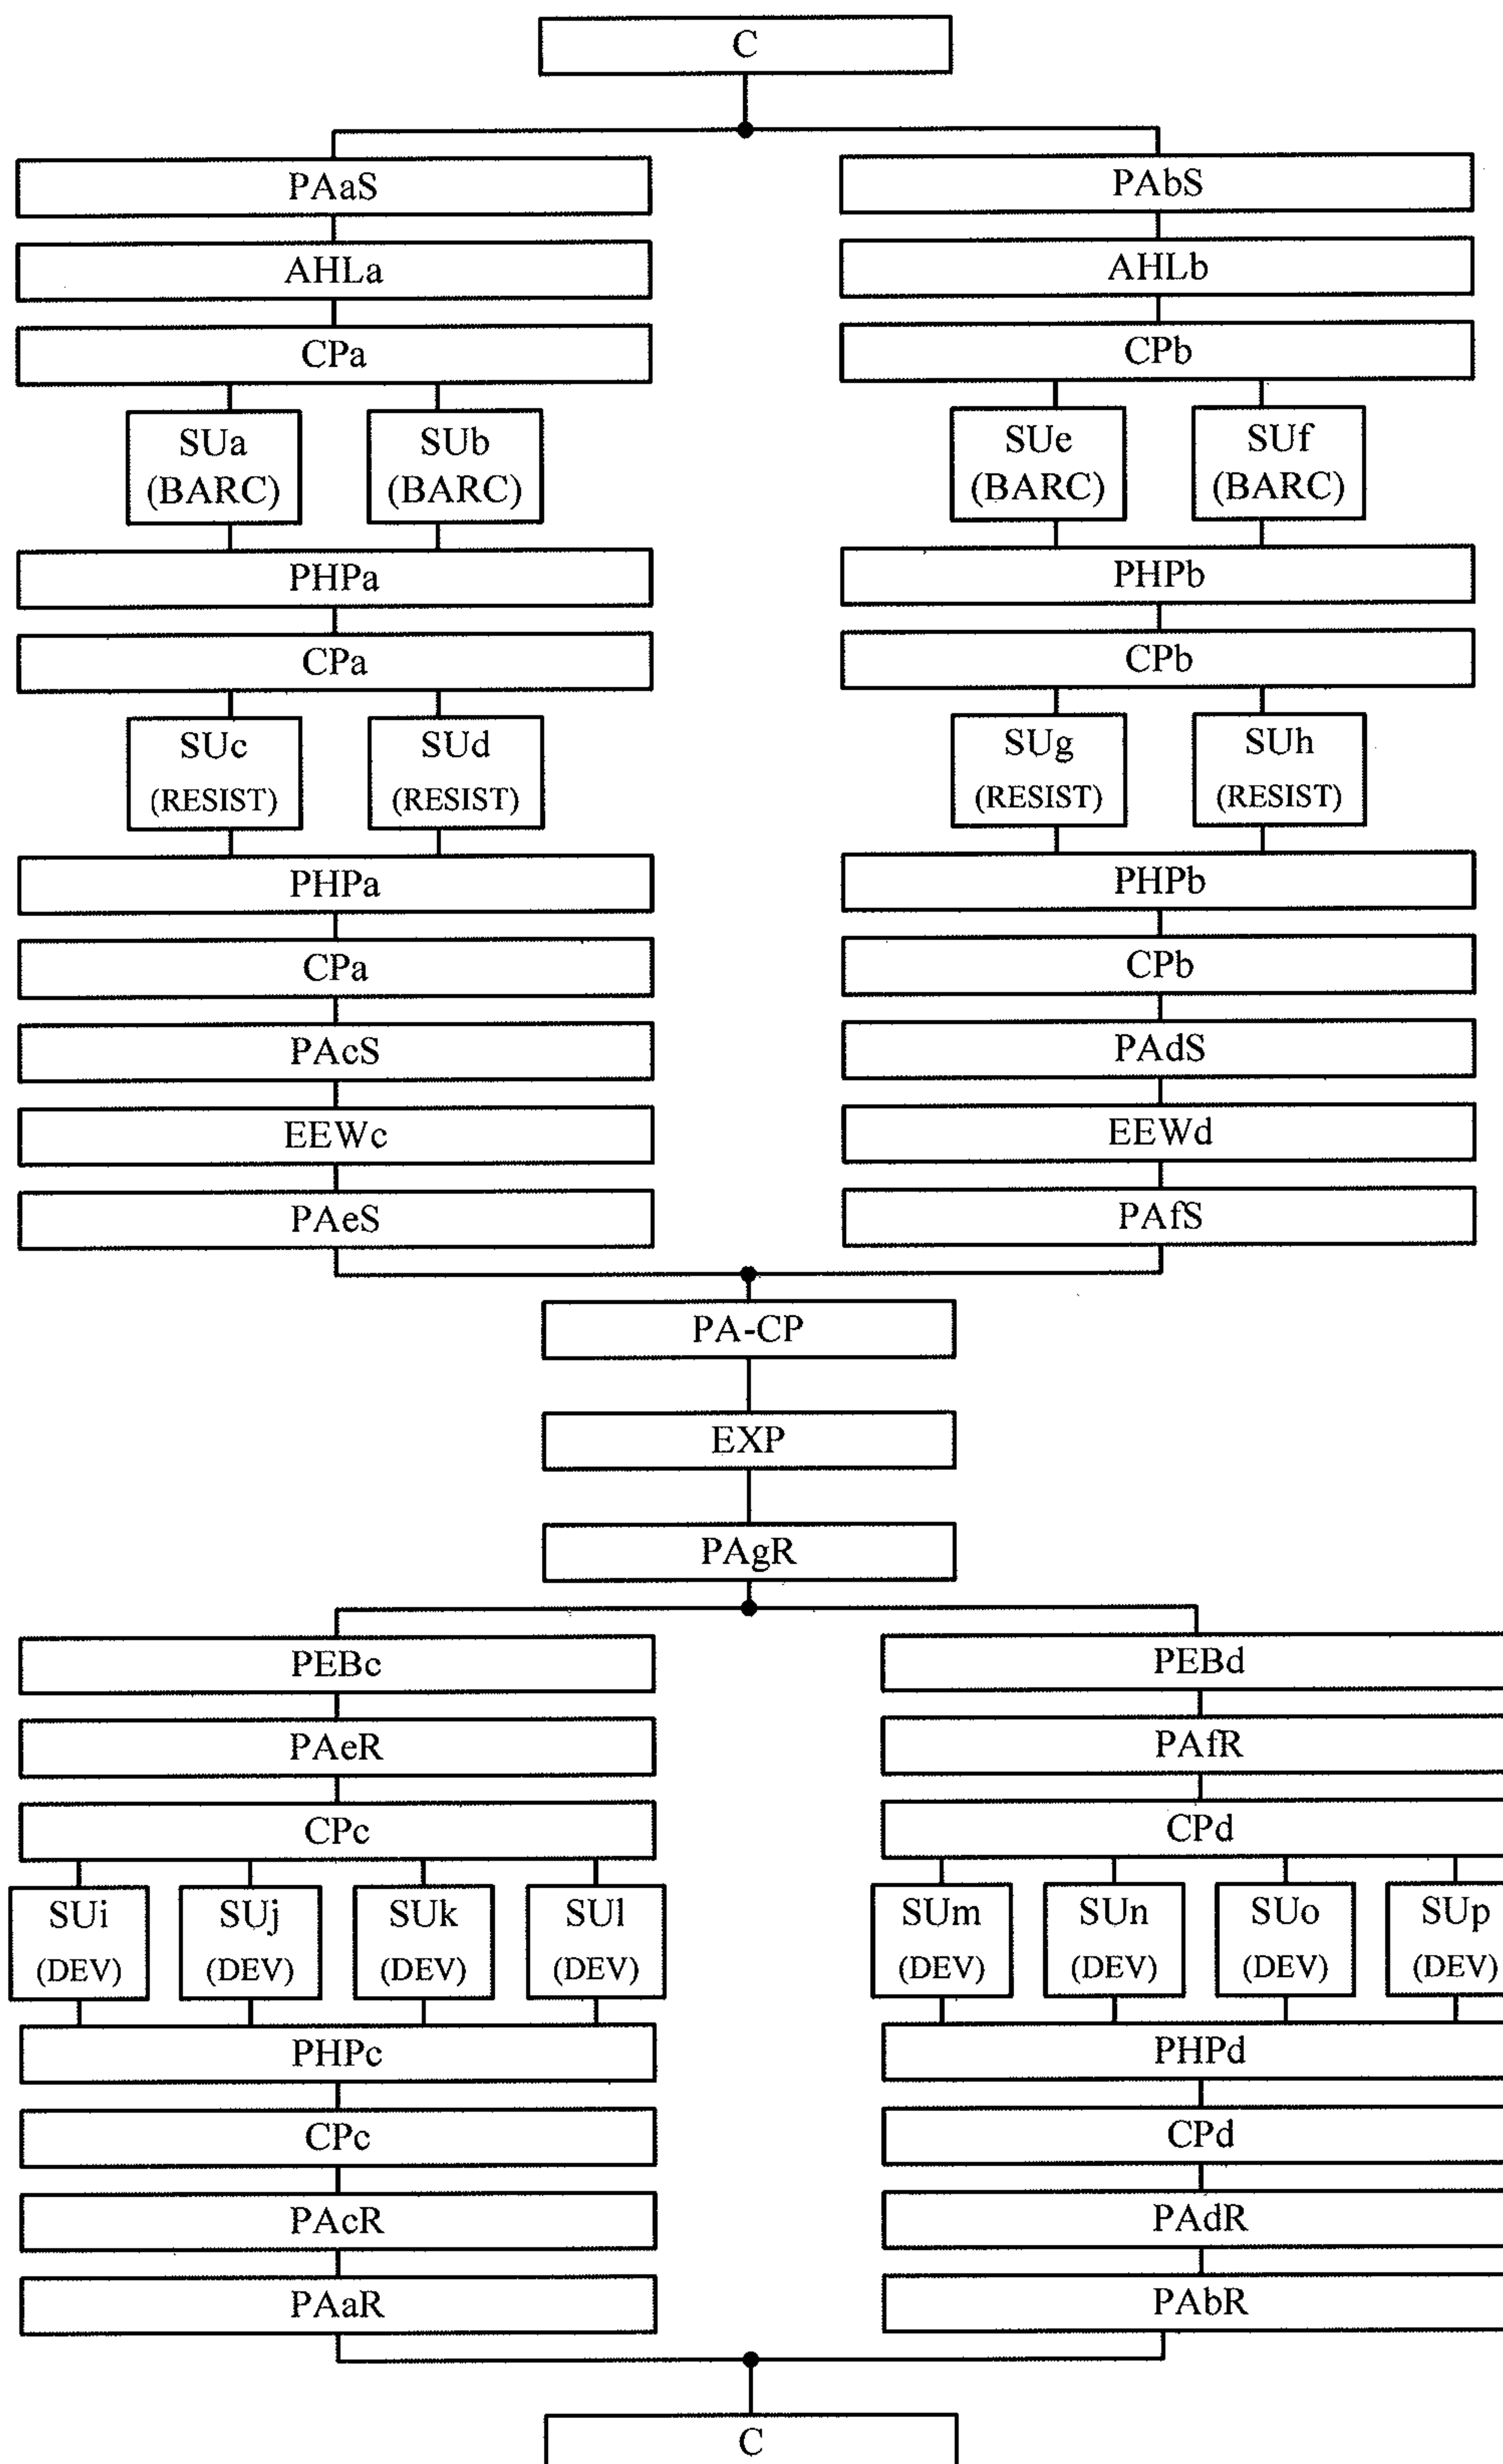 C
PAaS
PAbS
AHLa
AHLb
CPa
CPb
SUa
(BARC)
SUb
(BARC)
SUe
(BARC)
SUf
(BARC)
PHPa
PHPb
CPa
CPb
SUc
(RESIST)
SUd
(RESIST)
SUg
(RESIST)
SUh
(RESIST)
PHPa
PHPb
CPa
CPb
PAcS
PAdS
EEWc
EEWd
PAeS
PAfS
PA-CP
EXP
PAgR
PEBc
PEBd
PAeR
PAfR
CPc
CPd
SUi
(DEV)
SUj
(DEV)
SUk
(DEV)
SUl
(DEV)
SUm
(DEV)
SUn
(DEV)
SUo
(DEV)
SUp
(DEV)
PHPc
PHPd
CPc
CPd
PAcR
PAdR
PAaR
PAbR
C